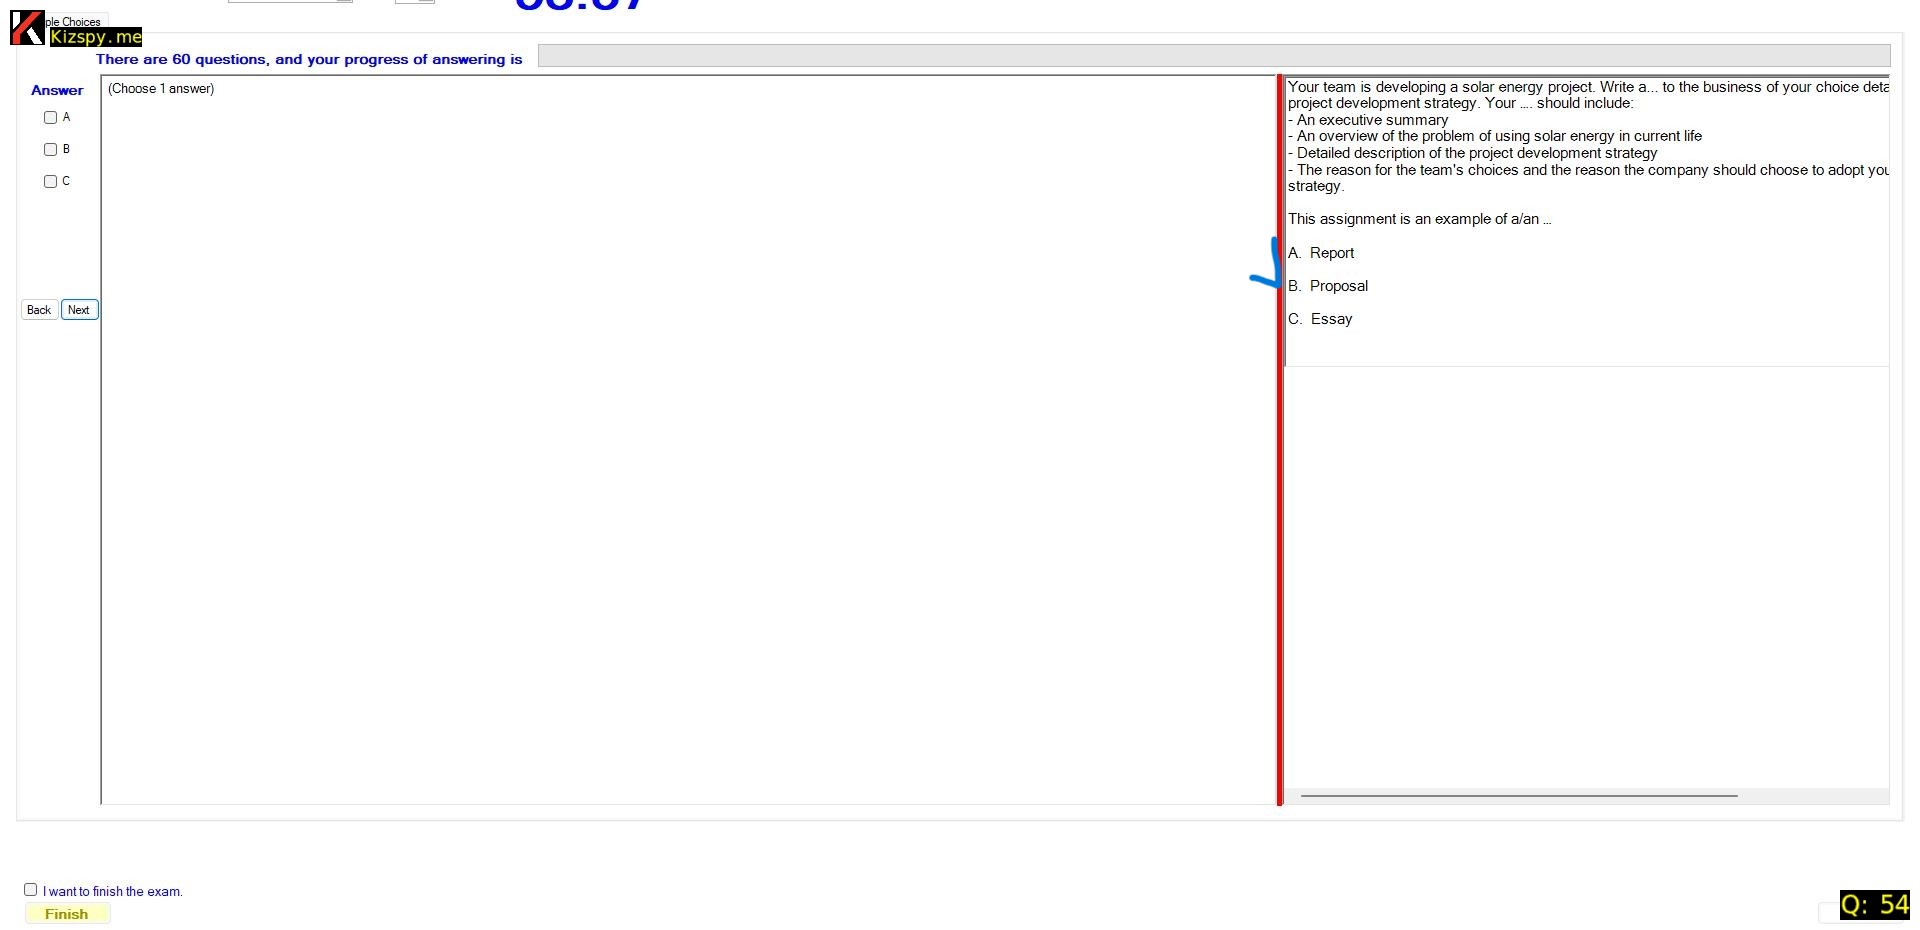 ple Choices
Kizspy.me
There are 60 questions, and your progress of answering is
Answer
A
B
C
Back
Next
(Choose 1 answer)
Your team is developing a solar energy project. Write a... to the business of your choice deta
project development strategy. Your .... should include:
- An executive summary
- An overview of the problem of using solar energy in current life
- Detailed description of the project development strategy
- The reason for the team's choices and the reason the company should choose to adopt you
strategy.
This assignment is an example of a/an ...
A. Report
B. Proposal
C. Essay
I want to finish the exam.
Finish
Q: 54